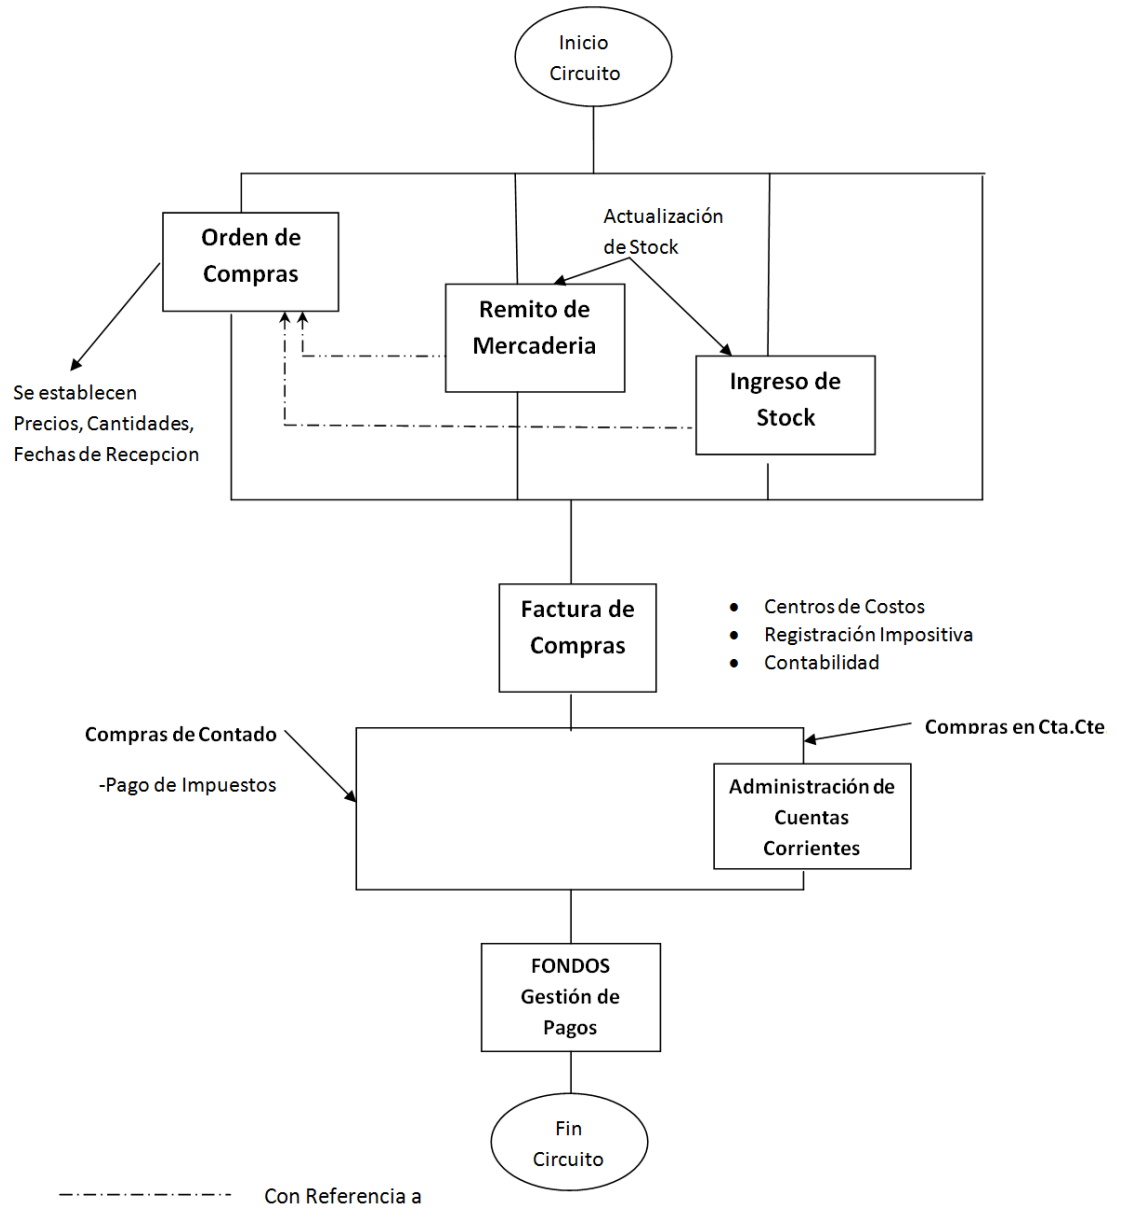 Inicio
Circuito
Actualización
de Stock
Orden de
Compras
Remito de
Mercaderia
Ingreso de
Stock
Se establecen
Precios, Cantidades,
Fechas de Recepcion
Factura de
Compras
● Centros de Costos
● Registración Impositiva
● Contabilidad
Compras de Contado
-Pago de Impuestos
Compras en Cta.Cte
Administración de
Cuentas
Corrientes
FONDOS
Gestión de
Pagos
Fin
Circuito
Con Referencia a